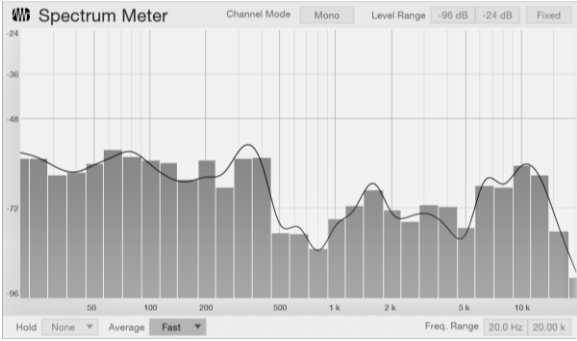 Spectrum Meter Channel Mode Mono Level Range -96 dB -24 dB Fixed
-24
-36
-48
-72
-96
50 100 200 500 1 k 2 k 5 k 10 k
Hold None Average Fast Freq. Range 20.0 Hz 20.00 k